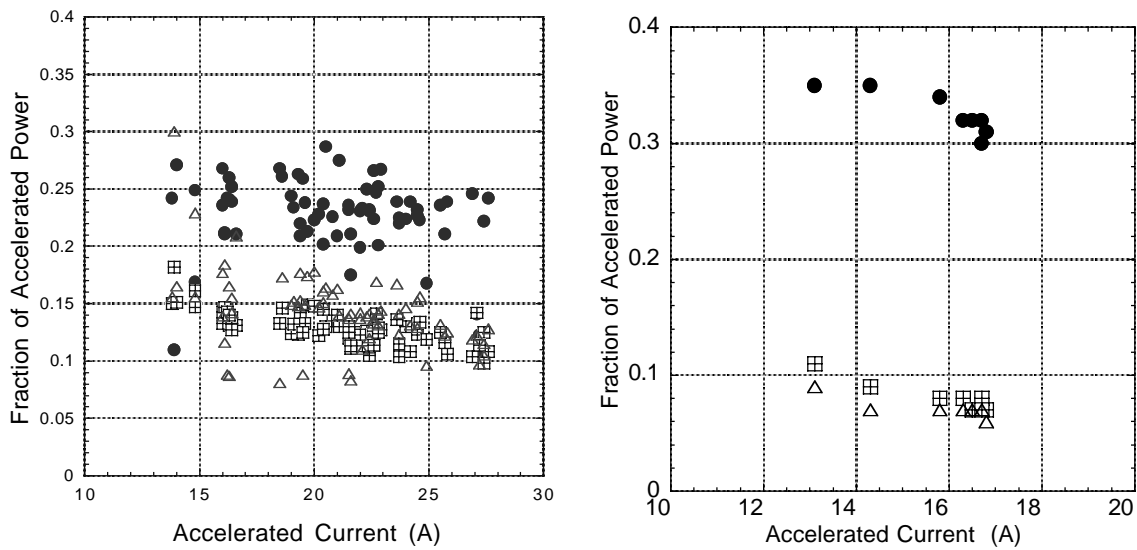 0.4
0.35
0.3
0.25
0.2
0.15
0.1
0.05
0
10 15 20 25 30
Fraction of Accelerated Power
Accelerated Current (A)
0.4
0.3
0.2
0.1
0
10 12 14 16 18 20
Fraction of Accelerated Power
Accelerated Current (A)